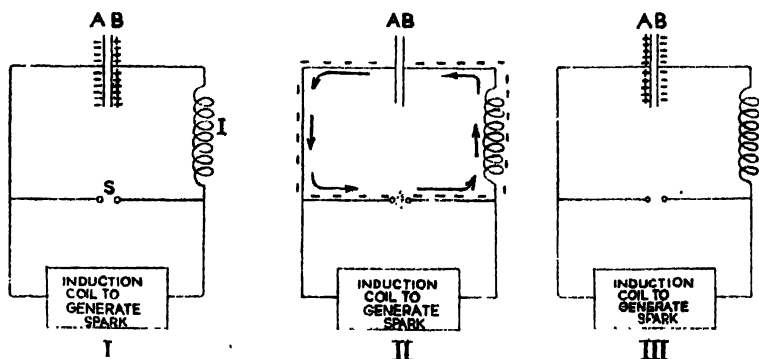 A B
I
S
INDUCTION
COIL TO
GENERATE
SPARK
I
AB
INDUCTION
COIL TO
GENERATE
SPARK
II
AB
INDUCTION
COIL TO
GENERATE
SPARK
III